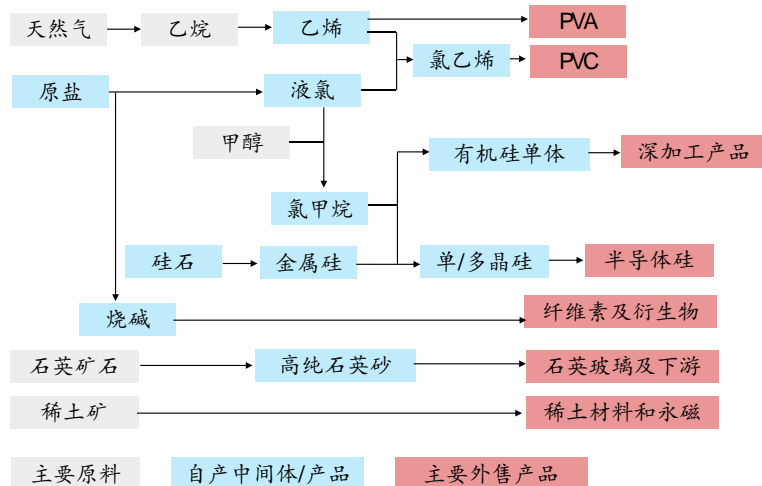 天然气
乙烷
乙烯
PVA
氯乙烯
PVC
原盐
液氯
甲醇
有机硅单体
深加工产品
氯甲烷
硅石
金属硅
单/多晶硅
半导体硅
烧碱
纤维素及衍生物
石英矿石
高纯石英砂
石英玻璃及下游
稀土矿
稀土材料和永磁
主要原料
自产中间体/产品
主要外售产品